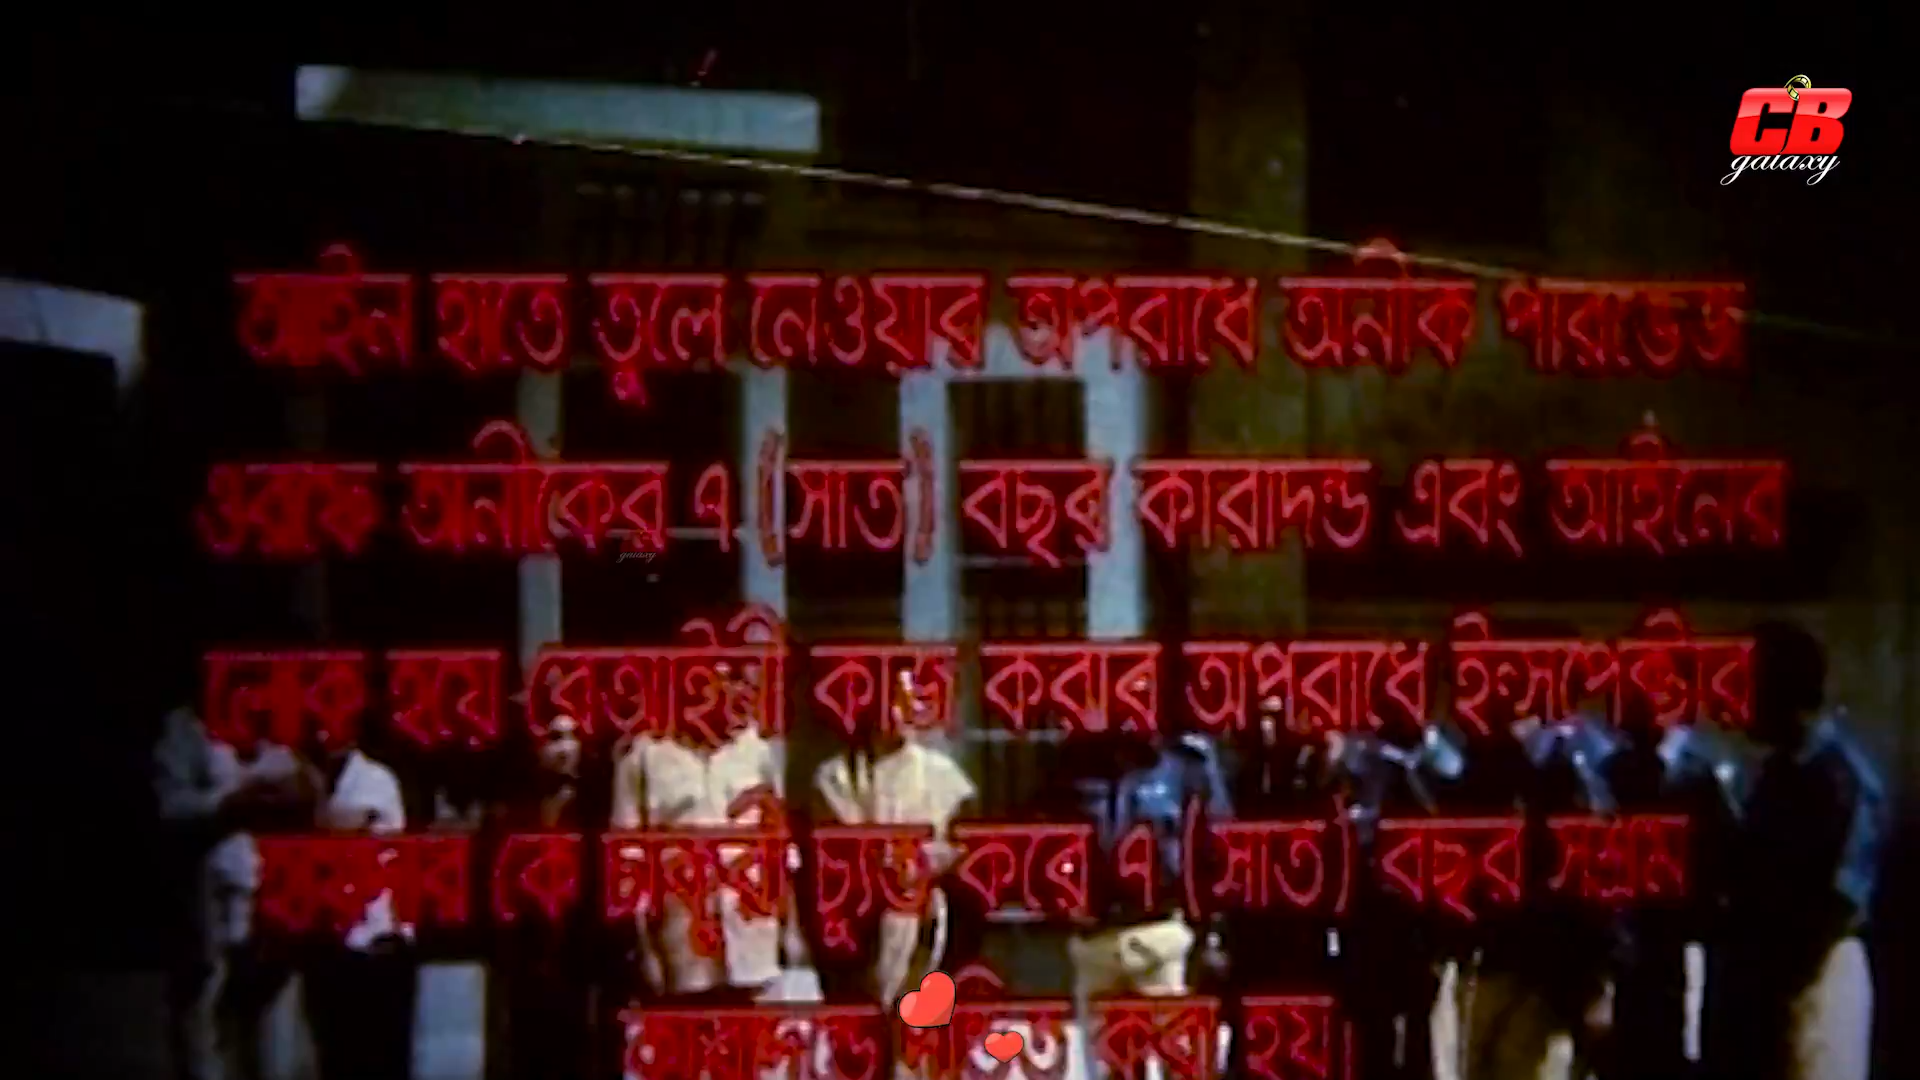 CB
galaxy
আইন হাতে তুলে নেওয়ার অপরাধে অনীক পারভেজ
ওরফে অনীকের ৭ (সাত) বছর কারাদন্ড এবং আইনের
galaxy
লোক হয়ে বেআইনী কাজ করার অপরাধে ইন্সপেক্টার
কে চাকুরী চ্যুত করে ৭ (সাত) বছর সশ্রম
কারাদন্ডে দন্ডিত করা হয়।